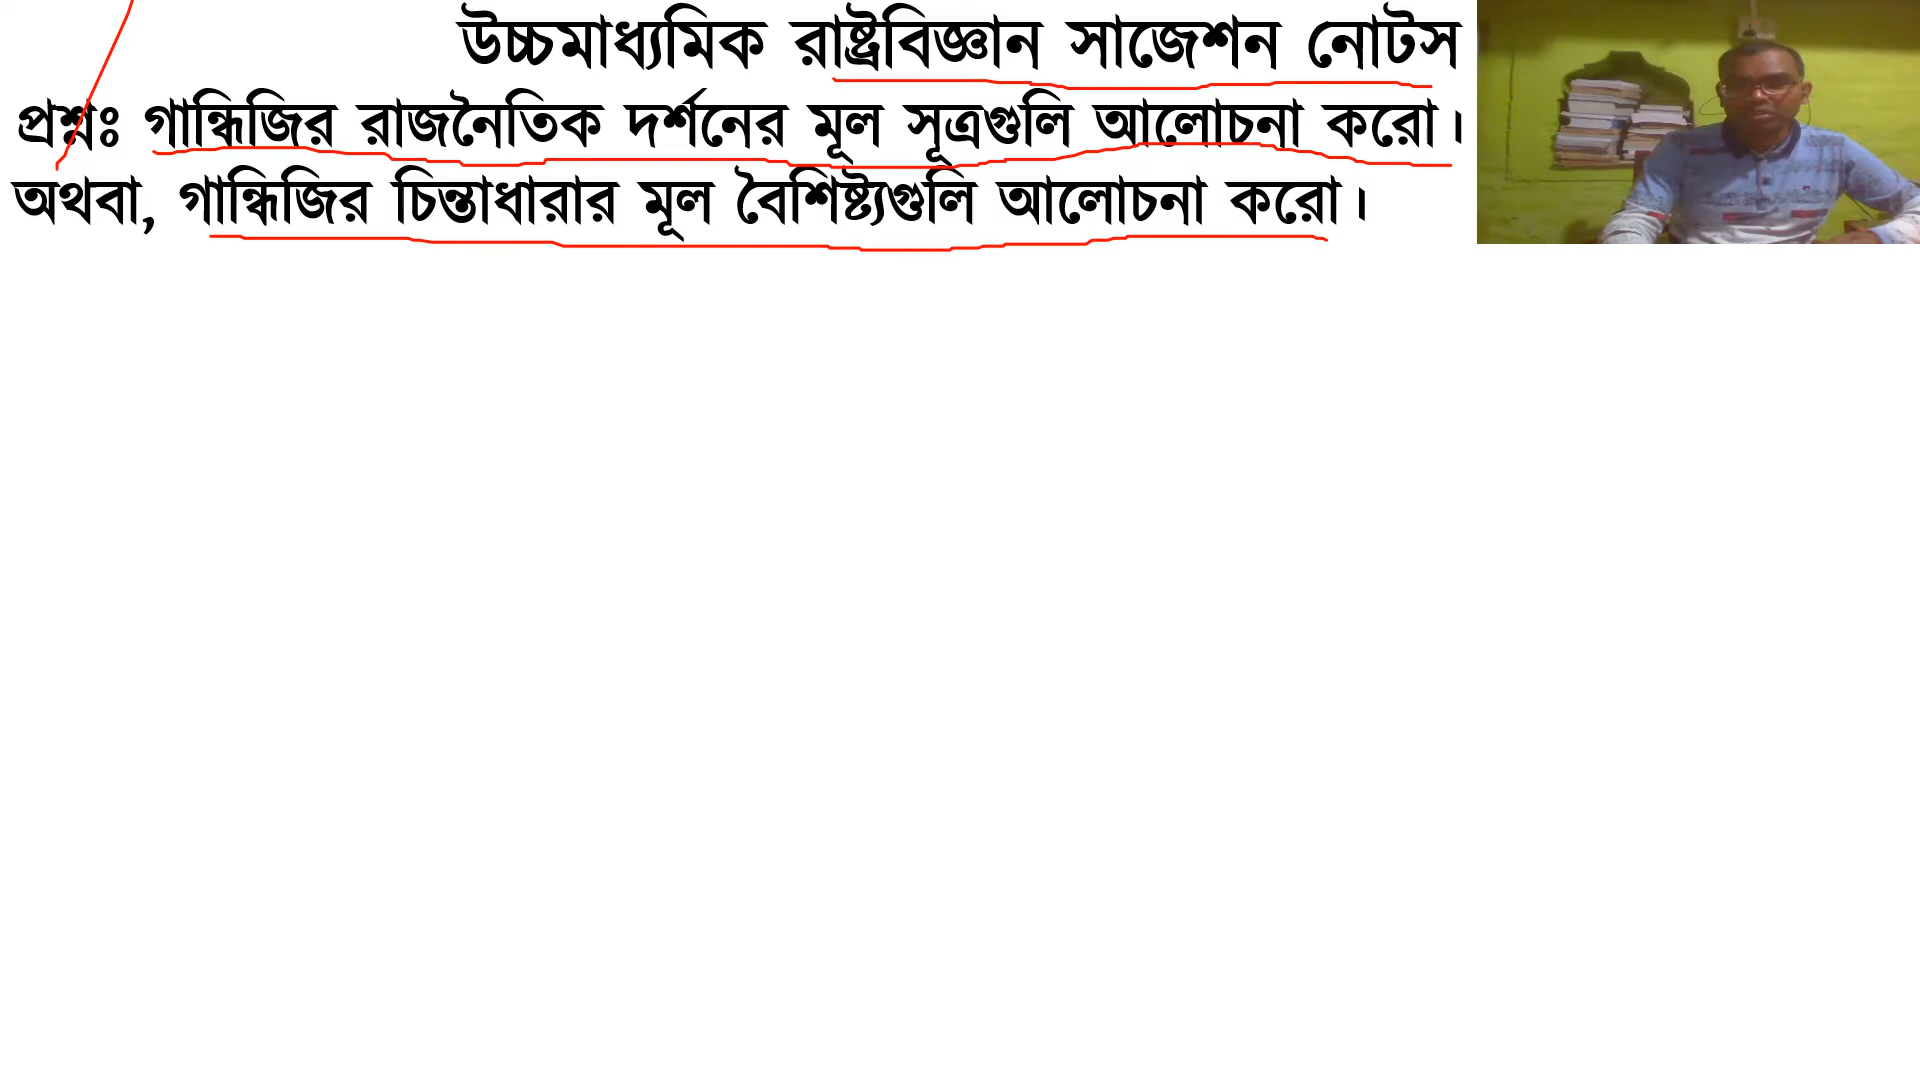 উচ্চমাধ্যমিক রাষ্ট্রবিজ্ঞান সাজেশন নোটস
প্রশ্নঃ গান্ধিজির রাজনৈতিক দর্শনের মূল সূত্রগুলি আলোচনা করো।
অথবা, গান্ধিজির চিন্তাধারার মূল বৈশিষ্ট্যগুলি আলোচনা করো।